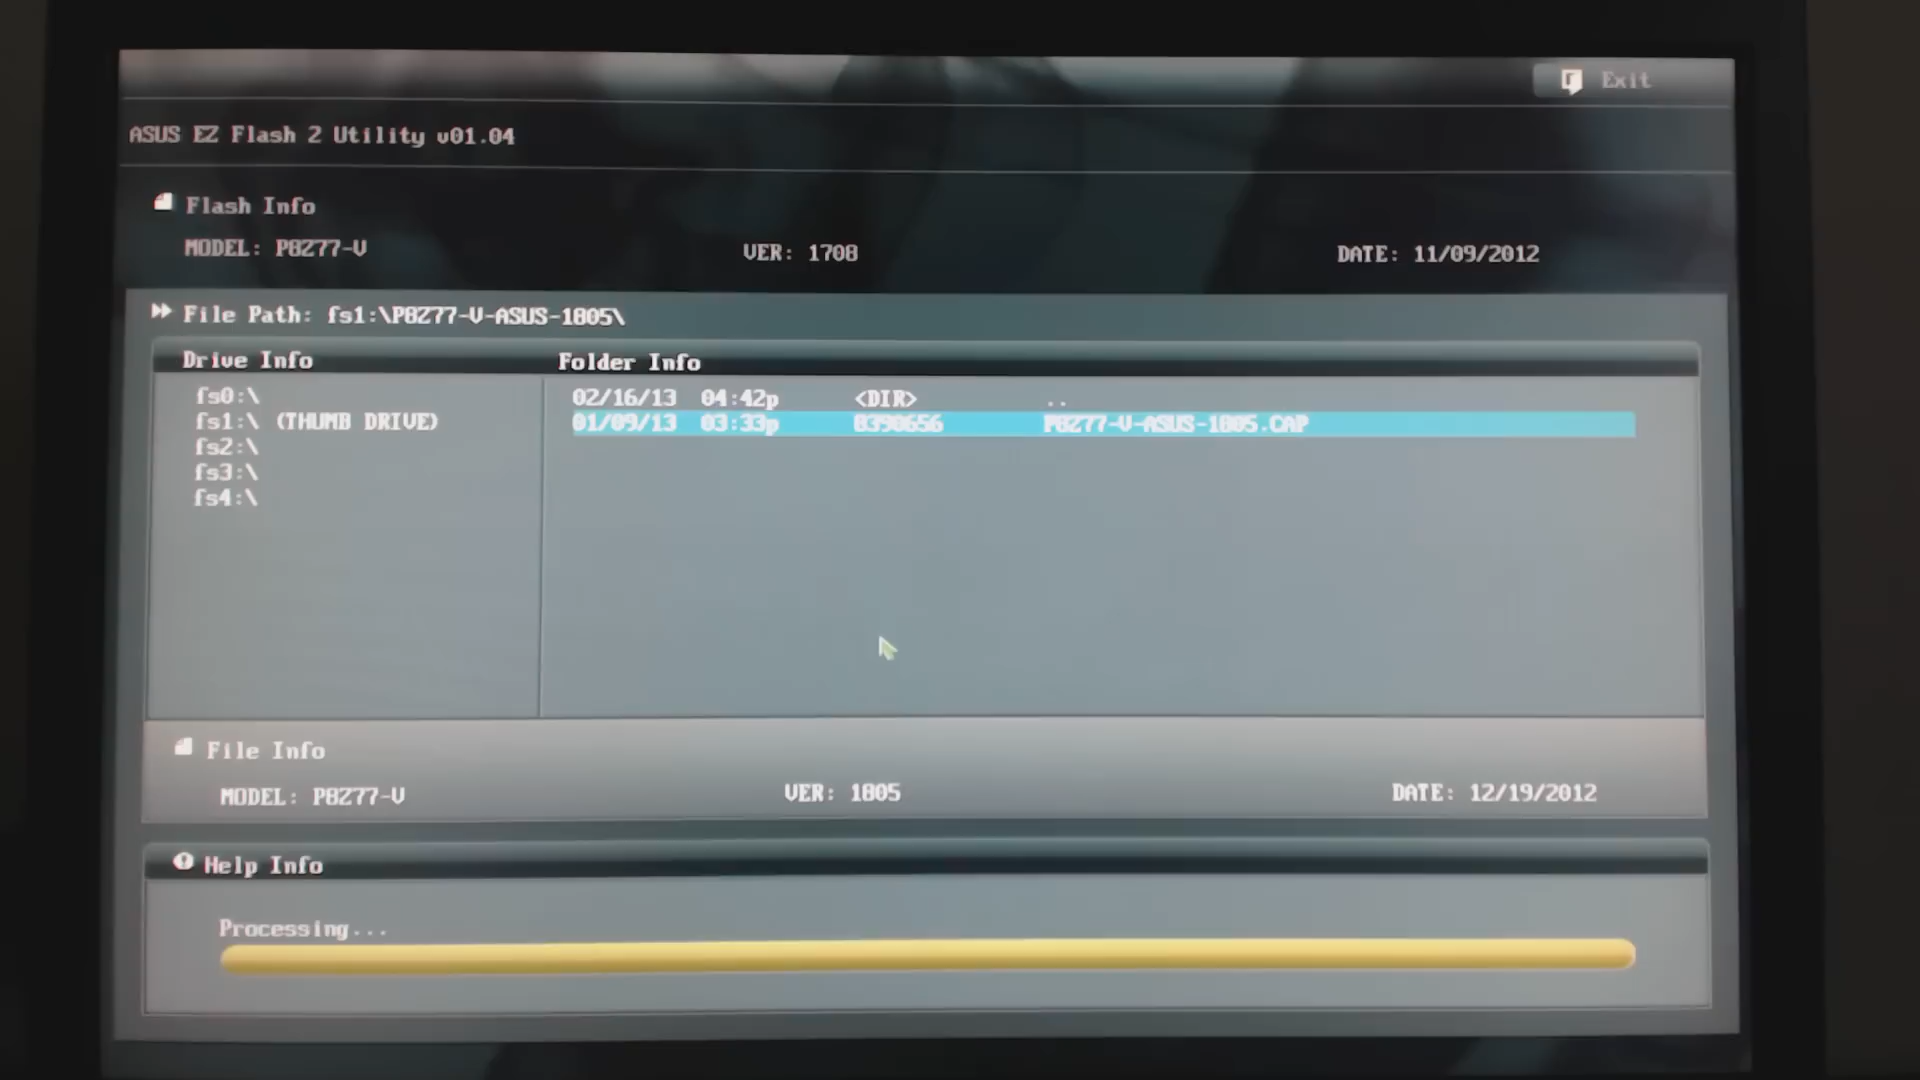 Exit
ASUS EZ Flash 2 Utility v01.04
Flash Info
MODEL: P8Z77-V VER: 1708 DATE: 11/09/2012
File Path: fs1:\P8Z77-V-ASUS-1805\
Drive Info Folder Info
fs0:\ 02/16/13 04:42p <DIR> ..
fs1:\ (THUMB DRIVE) 01/09/13 03:33p 8390656 P8Z77-V-ASUS-1805.CAP
fs2:\
fs3:\
fs4:\
File Info
MODEL: P8Z77-V VER: 1805 DATE: 12/19/2012
Help Info
Processing...